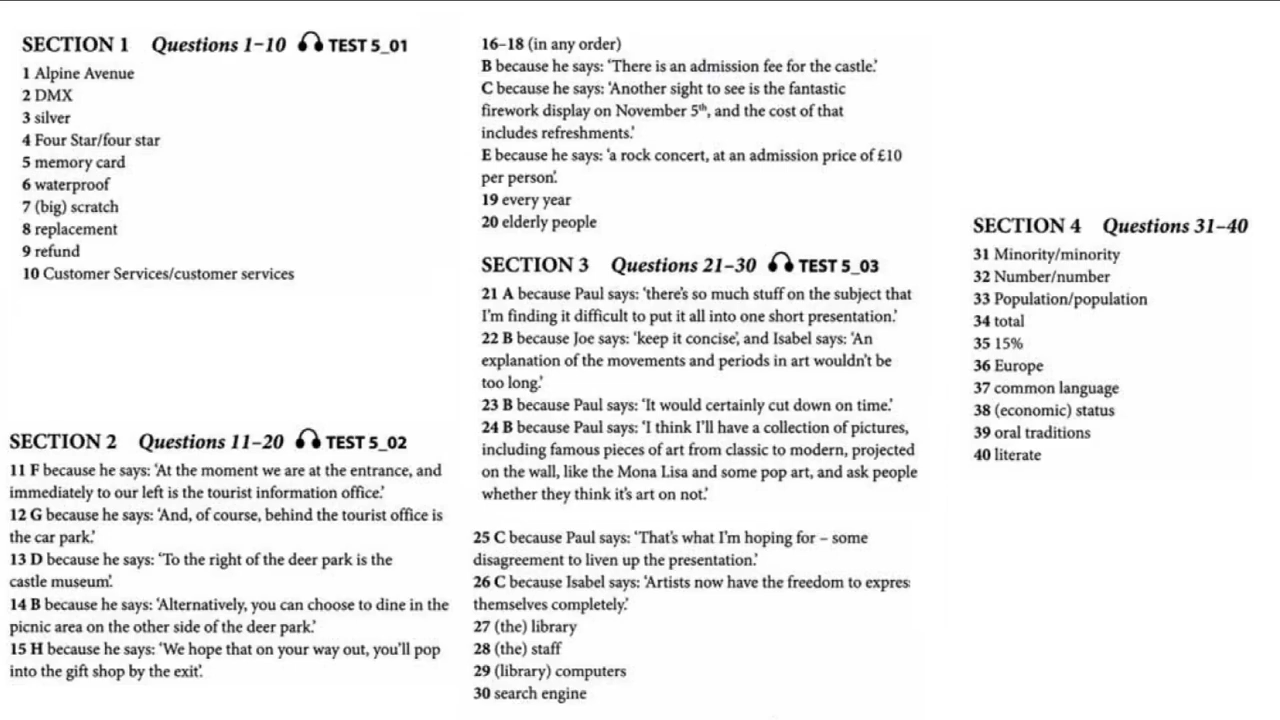 SECTION 1 Questions 1–10 TEST 5_01
1 Alpine Avenue
2 DMX
3 silver
4 Four Star/four star
5 memory card
6 waterproof
7 (big) scratch
8 replacement
9 refund
10 Customer Services/customer services
SECTION 2 Questions 11–20 TEST 5_02
11 F because he says: 'At the moment we are at the entrance, and
immediately to our left is the tourist information office.'
12 G because he says: 'And, of course, behind the tourist office is
the car park.'
13 D because he says: 'To the right of the deer park is the
castle museum'.
14 B because he says: 'Alternatively, you can choose to dine in the
picnic area on the other side of the deer park.'
15 H because he says: 'We hope that on your way out, you'll pop
into the gift shop by the exit'.
16–18 (in any order)
B because he says: 'There is an admission fee for the castle.'
C because he says: 'Another sight to see is the fantastic
firework display on November 5th, and the cost of that
includes refreshments.'
E because he says: 'a rock concert, at an admission price of £10
per person'.
19 every year
20 elderly people
SECTION 3 Questions 21–30 TEST 5_03
21 A because Paul says: 'there's so much stuff on the subject that
I'm finding it difficult to put it all into one short presentation.'
22 B because Joe says: 'keep it concise', and Isabel says: 'An
explanation of the movements and periods in art wouldn't be
too long.'
23 B because Paul says: 'It would certainly cut down on time.'
24 B because Paul says: 'I think I'll have a collection of pictures,
including famous pieces of art from classic to modern, projected
on the wall, like the Mona Lisa and some pop art, and ask people
whether they think it's art on not.'
25 C because Paul says: 'That's what I'm hoping for – some
disagreement to liven up the presentation.'
26 C because Isabel says: 'Artists now have the freedom to expres
themselves completely.'
27 (the) library
28 (the) staff
29 (library) computers
30 search engine
SECTION 4 Questions 31–40
31 Minority/minority
32 Number/number
33 Population/population
34 total
35 15%
36 Europe
37 common language
38 (economic) status
39 oral traditions
40 literate